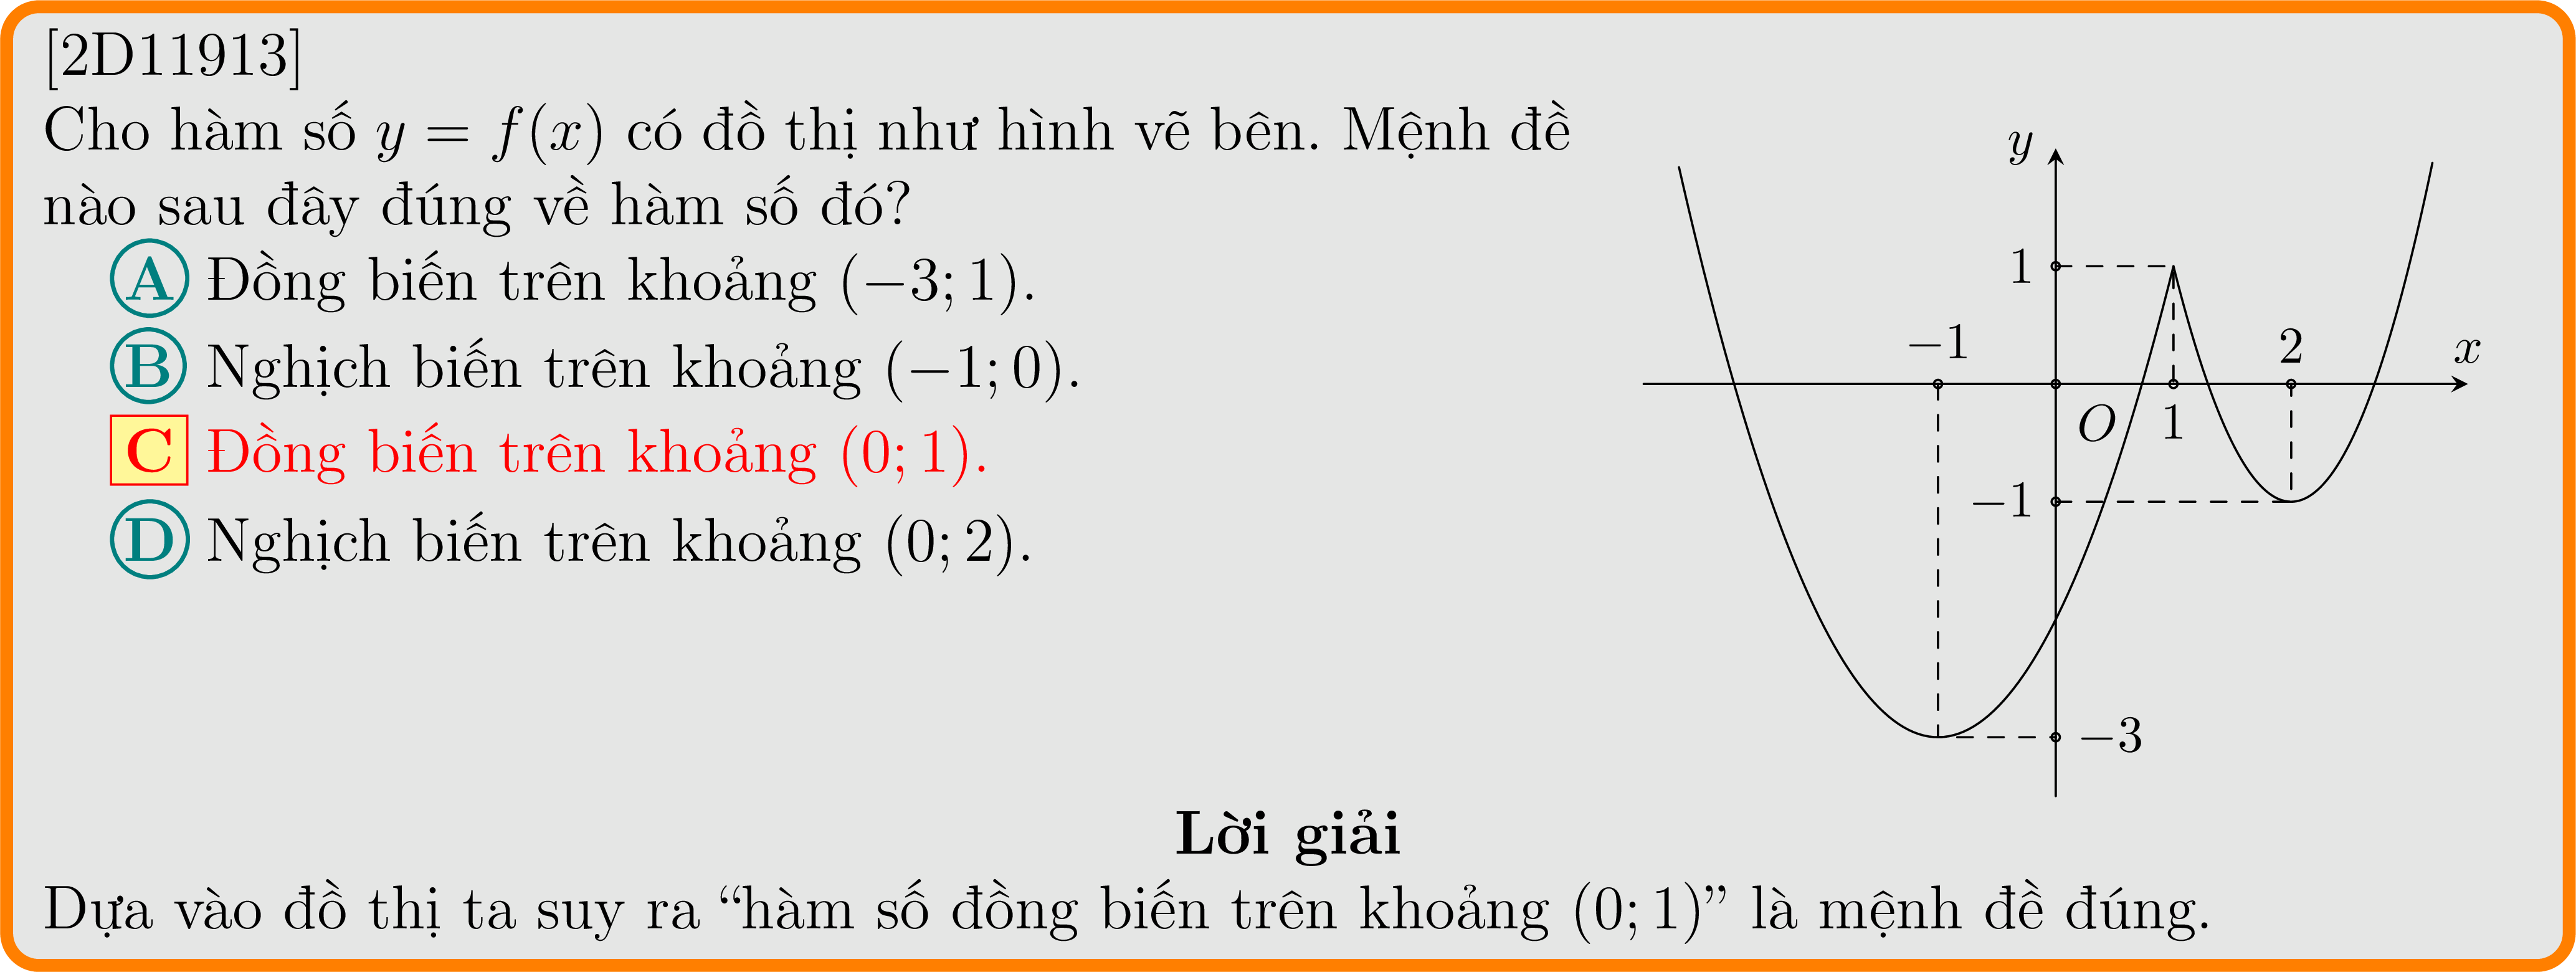 [2D11913]
Cho hàm số y = f(x) có đồ thị như hình vẽ bên. Mệnh đề
nào sau đây đúng về hàm số đó?
A Đồng biến trên khoảng (−3; 1).
B Nghịch biến trên khoảng (−1; 0).
C Đồng biến trên khoảng (0; 1).
D Nghịch biến trên khoảng (0; 2).
y
1
−1
2
x
O
1
−1
−3
Lời giải
Dựa vào đồ thị ta suy ra “hàm số đồng biến trên khoảng (0; 1)” là mệnh đề đúng.